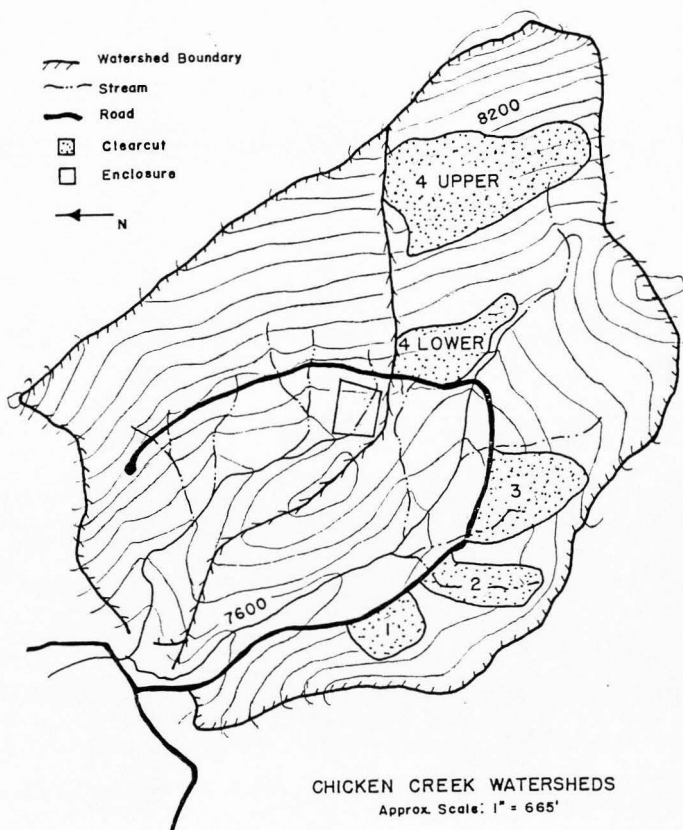 Watershed Boundary
Stream
Road
Clearcut
Enclosure
N
8200
4 UPPER
4 LOWER
3
2
1
7600
CHICKEN CREEK WATERSHEDS
Approx. Scale: 1" = 665'